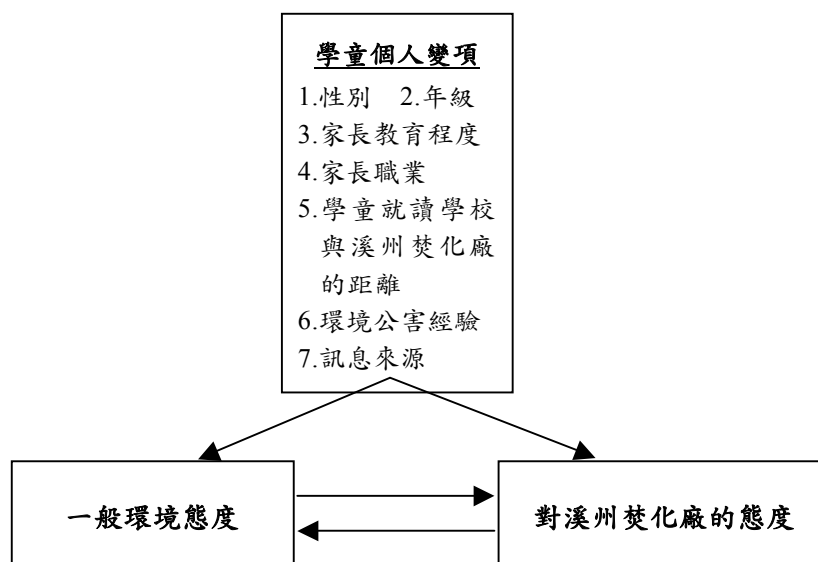 學童個人變項
1.性別 2.年級
3.家長教育程度
4.家長職業
5.學童就讀學校
與溪州焚化廠
的距離
6.環境公害經驗
7.訊息來源
一般環境態度
對溪州焚化廠的態度